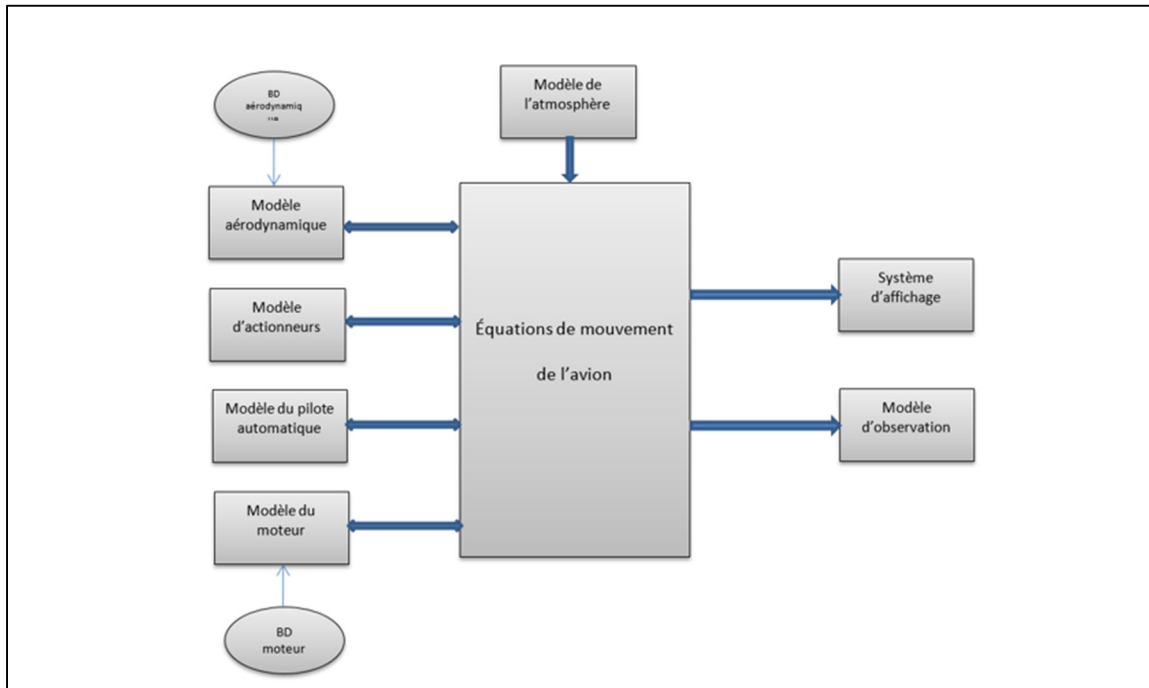 BD
aérodynamiq
Modèle de
l'atmosphère
Modèle
aérodynamique
Modèle
d'actionneurs
Modèle du pilote
automatique
Modèle du
moteur
BD
moteur
Équations de mouvement
de l'avion
Système
d'affichage
Modèle
d'observation